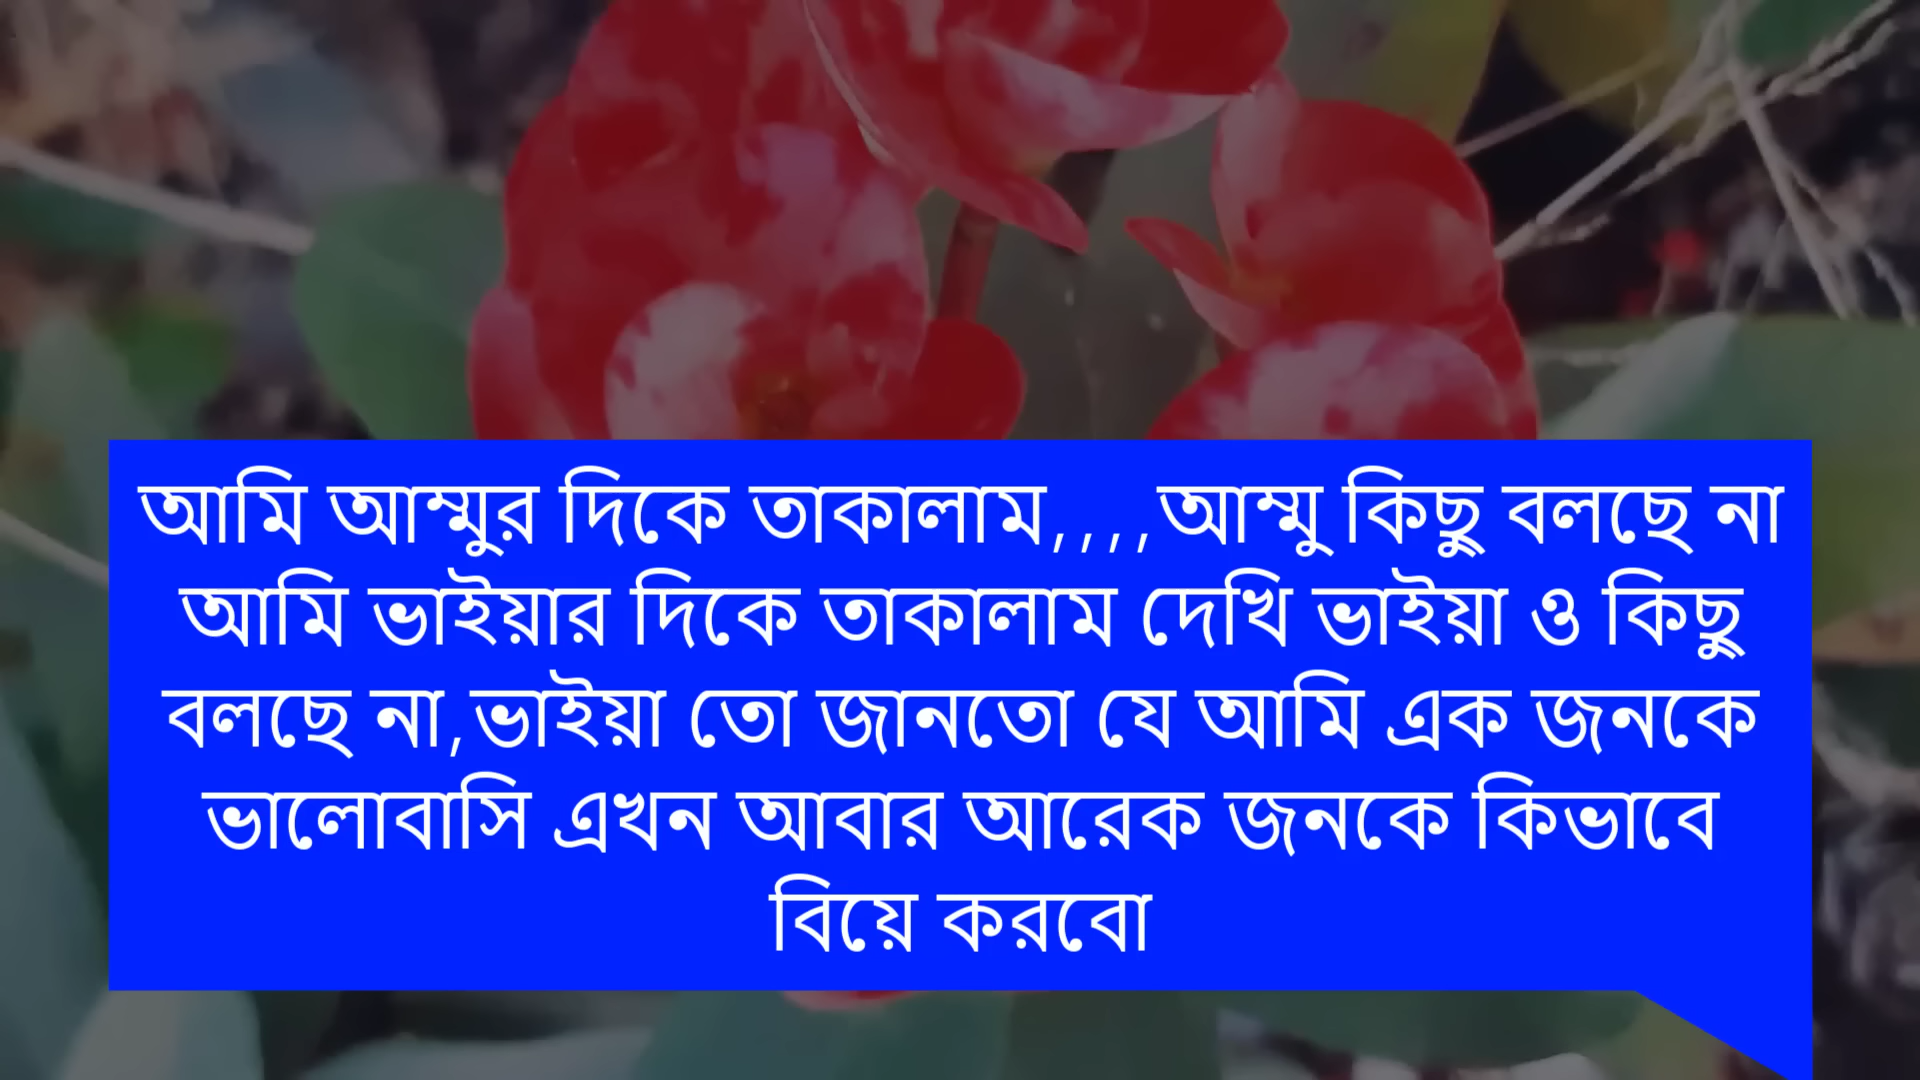 আমি আম্মুর দিকে তাকালাম,,,,আম্মু কিছু বলছে না
আমি ভাইয়ার দিকে তাকালাম দেখি ভাইয়া ও কিছু
বলছে না,ভাইয়া তো জানতো যে আমি এক জনকে
ভালোবাসি এখন আবার আরেক জনকে কিভাবে
বিয়ে করবো